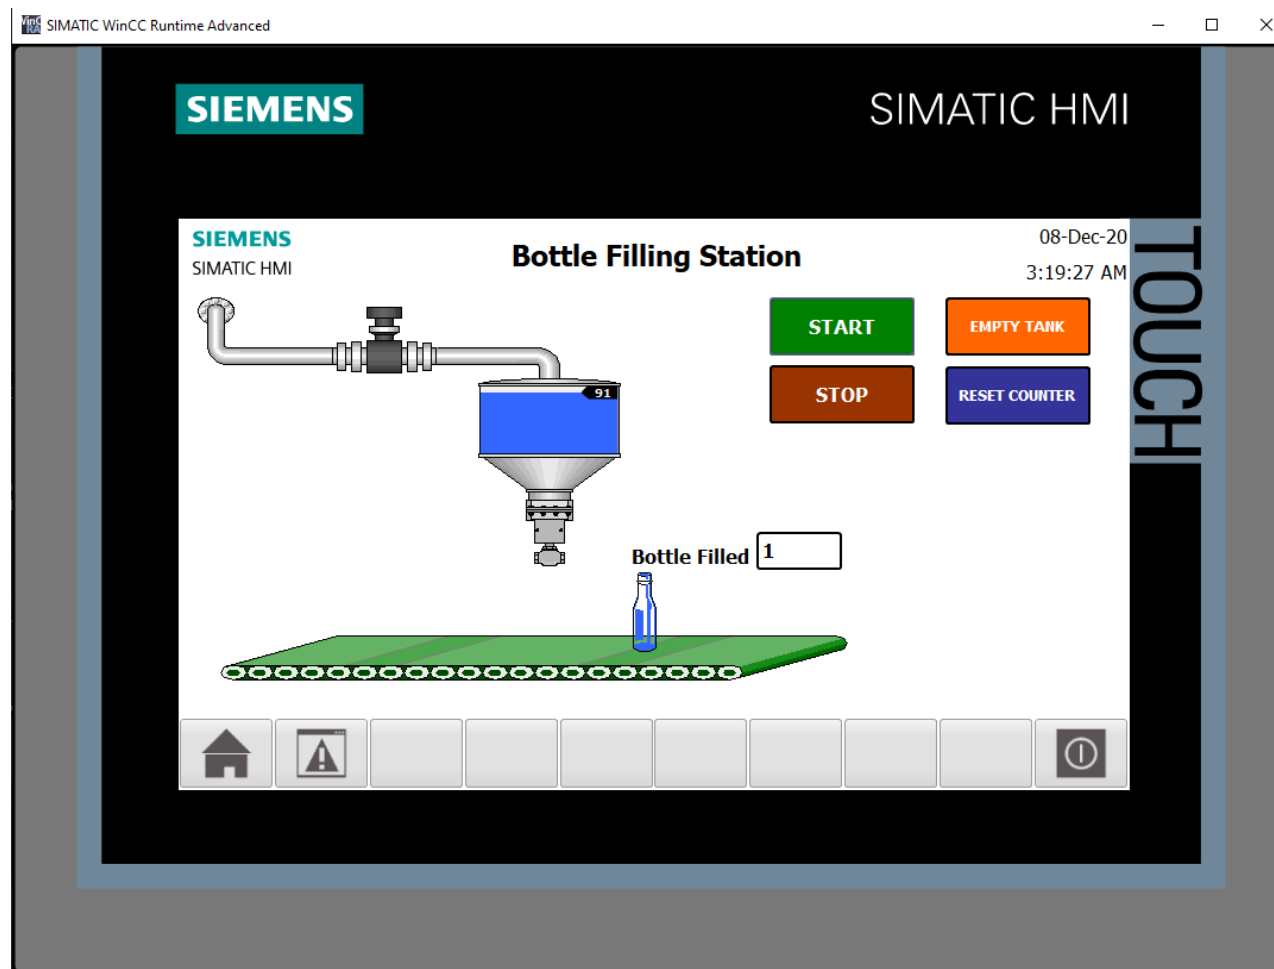 SIMATIC WinCC Runtime Advanced
SIEMENS
SIMATIC HMI
SIEMENS
SIMATIC HMI
Bottle Filling Station
08-Dec-20
3:19:27 AM
TOUCH
START
EMPTY TANK
STOP
RESET COUNTER
91
Bottle Filled 1